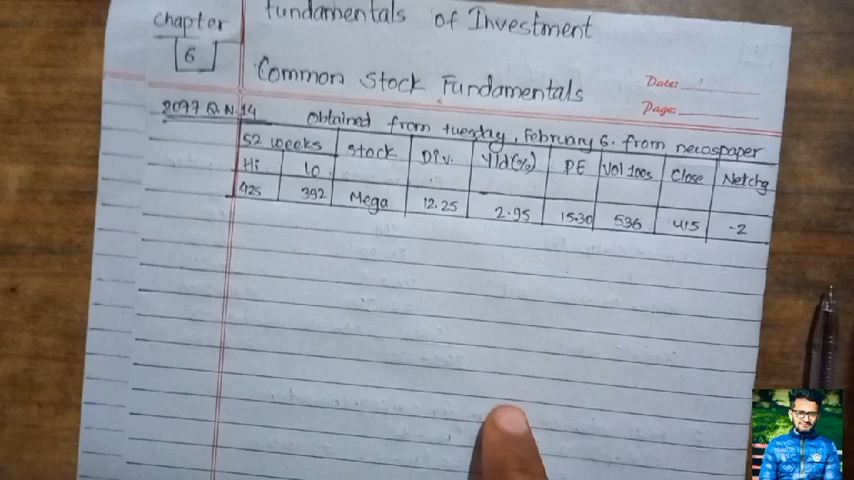 Fundamentals of Investment
Chapter
6
Common Stock Fundamentals
Date:
Page:
2077 Q.N. 14
Obtained from tuesday, February 6. from newspaper
52 weeks Stock Div. Yld(%) PE Vol 100s Close Netchg
Hi Lo
425 392 Mega 12.25 2.95 15.30 536 415 -2